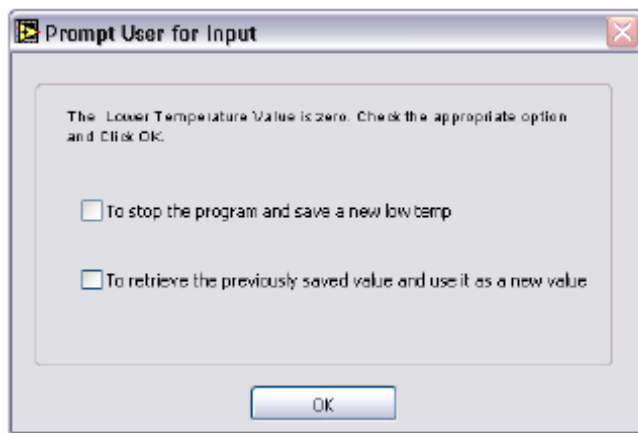 Prompt User for Input
The Lower Temperature Value is zero. Check the appropriate option
and Click OK.
To stop the program and save a new low temp
To retrieve the previously saved value and use it as a new value
OK